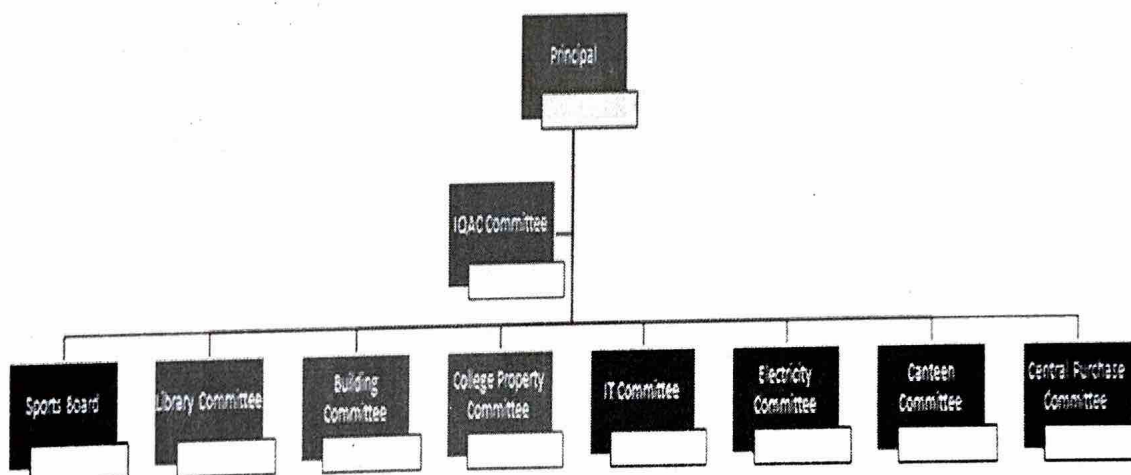 Principal
IQAC Committee
Sports Board
Library Committee
Building
Committee
College Property
Committee
IT Committee
Electricity
Committee
Canteen
Committee
Central Purchase
Committee